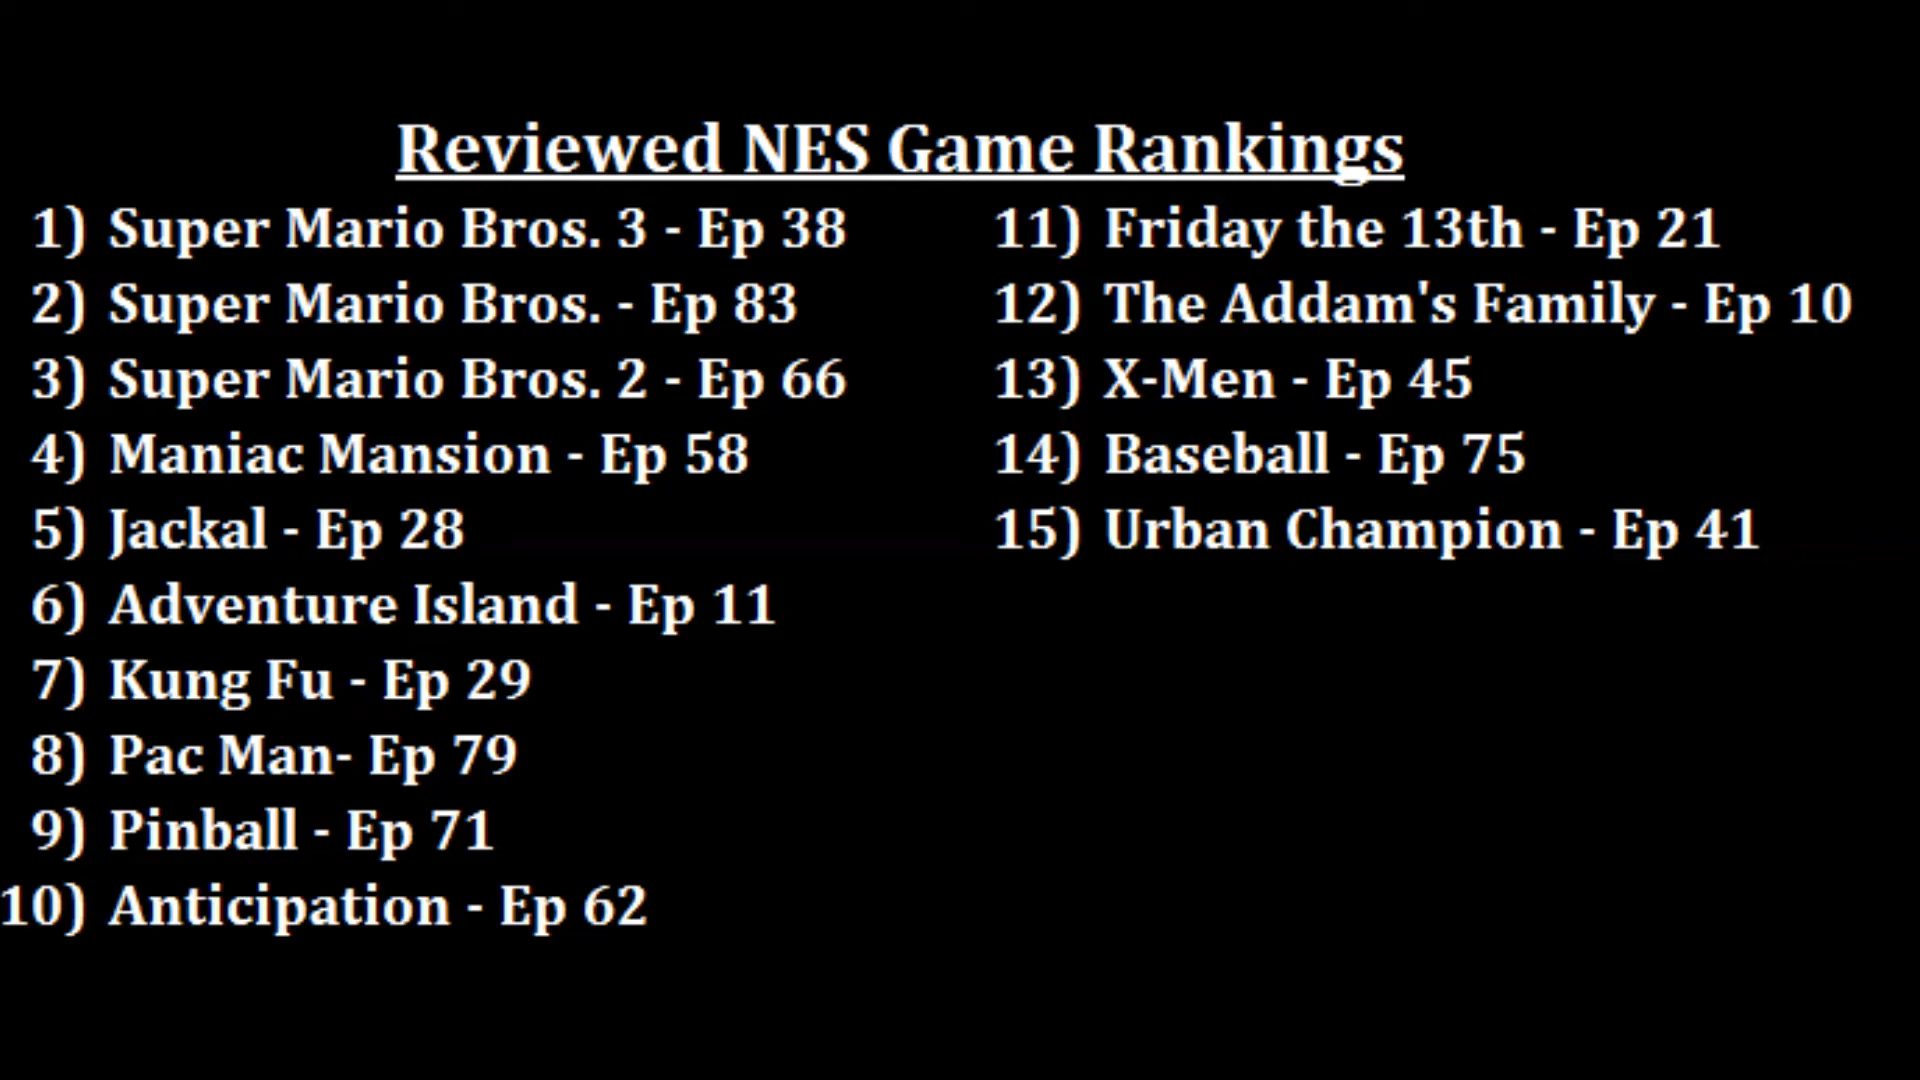 Reviewed NES Game Rankings
1) Super Mario Bros. 3 - Ep 38
2) Super Mario Bros. - Ep 83
3) Super Mario Bros. 2 - Ep 66
4) Maniac Mansion - Ep 58
5) Jackal - Ep 28
6) Adventure Island - Ep 11
7) Kung Fu - Ep 29
8) Pac Man- Ep 79
9) Pinball - Ep 71
10) Anticipation - Ep 62
11) Friday the 13th - Ep 21
12) The Addam's Family - Ep 10
13) X-Men - Ep 45
14) Baseball - Ep 75
15) Urban Champion - Ep 41